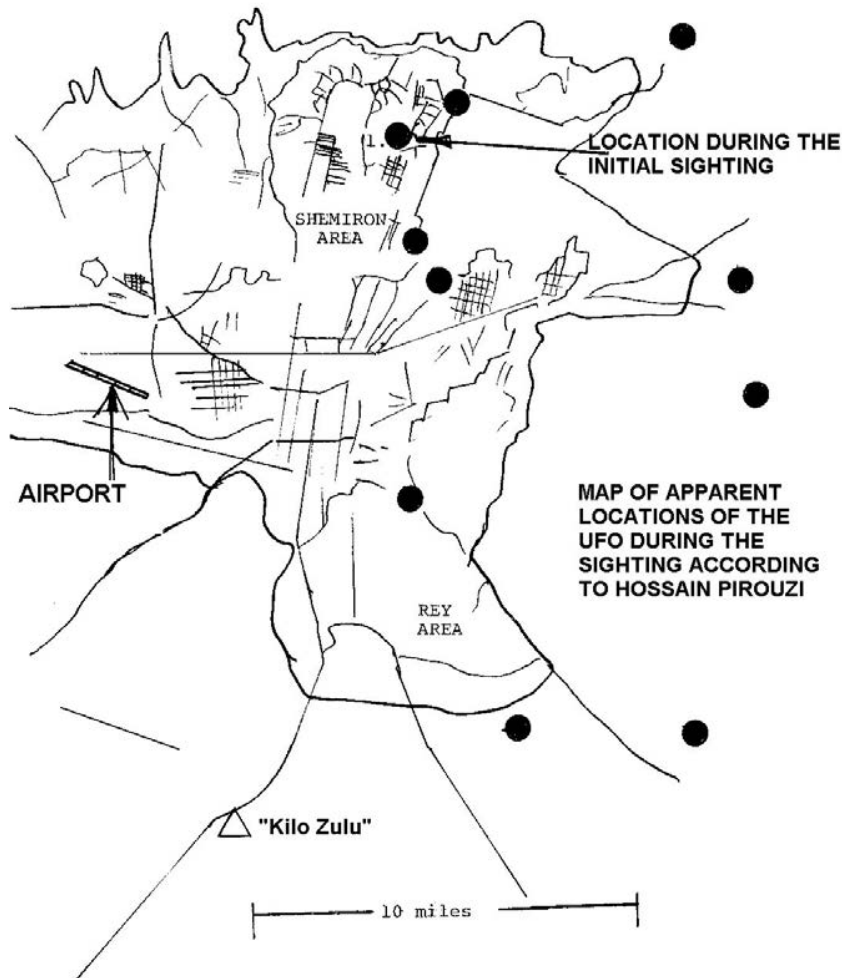 1.
LOCATION DURING THE
INITIAL SIGHTING
SHEMIRON
AREA
AIRPORT
MAP OF APPARENT
LOCATIONS OF THE
UFO DURING THE
SIGHTING ACCORDING
TO HOSSAIN PIROUZI
REY
AREA
"Kilo Zulu"
10 miles